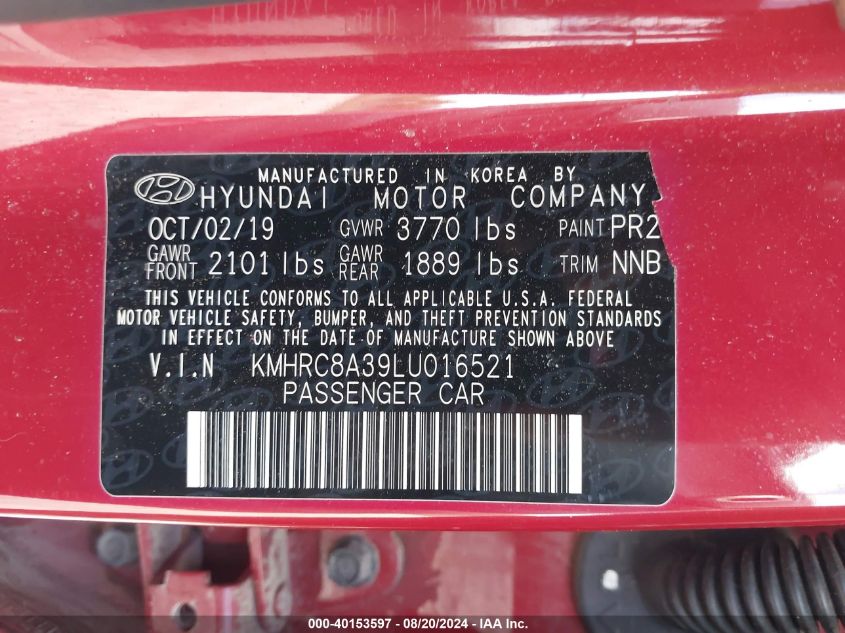 MANUFACTURED IN KOREA BY
HYUNDAI MOTOR COMPANY
OCT/02/19 GVWR 3770 lbs PAINT PR2
GAWR FRONT 2101 lbs GAWR REAR 1889 lbs TRIM NNB
THIS VEHICLE CONFORMS TO ALL APPLICABLE U.S.A. FEDERAL
MOTOR VEHICLE SAFETY, BUMPER, AND THEFT PREVENTION STANDARDS
IN EFFECT ON THE DATE OF MANUFACTURE SHOWN ABOVE
V.I.N KMHRC8A39LU016521
PASSENGER CAR
000-40153597 - 08/20/2024 - IAA Inc.